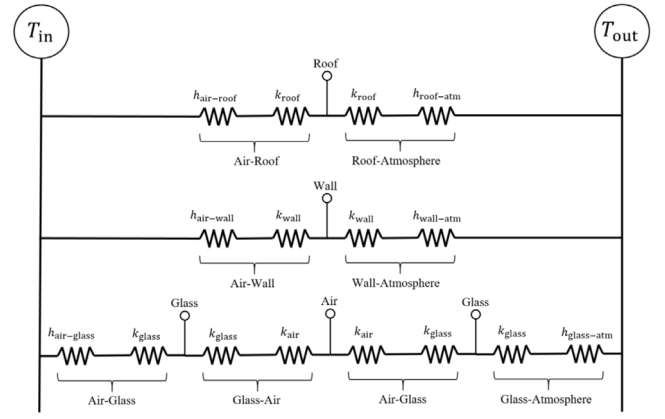 T_in T_out
Roof
h_air−roof k_roof k_roof h_roof−atm
Air-Roof Roof-Atmosphere
Wall
h_air−wall k_wall k_wall h_wall−atm
Air-Wall Wall-Atmosphere
Glass Air Glass
h_air−glass k_glass k_glass k_air k_air k_glass k_glass h_glass−atm
Air-Glass Glass-Air Air-Glass Glass-Atmosphere